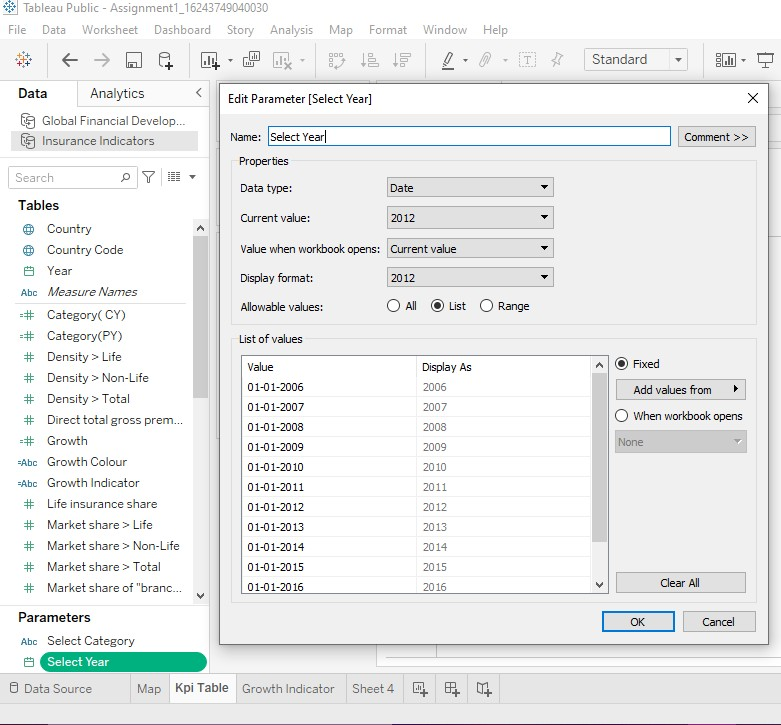 Tableau Public - Assignment1_16243749040030
File Data Worksheet Dashboard Story Analysis Map Format Window Help
Standard
Data Analytics
Global Financial Develop...
Insurance Indicators
Search
Tables
Country
Country Code
Year
Abc Measure Names
Category( CY)
Category(PY)
Density > Life
Density > Non-Life
Density > Total
Direct total gross prem...
Growth
=Abc Growth Colour
=Abc Growth Indicator
Life insurance share
Market share > Life
Market share > Non-Life
Market share > Total
Market share of "branc...
Parameters
Abc Select Category
Select Year
Edit Parameter [Select Year]
Name: Select Year Comment >>
Properties
Data type: Date
Current value: 2012
Value when workbook opens: Current value
Display format: 2012
Allowable values: All List Range
List of values
Value Display As
01-01-2006 2006
01-01-2007 2007
01-01-2008 2008
01-01-2009 2009
01-01-2010 2010
01-01-2011 2011
01-01-2012 2012
01-01-2013 2013
01-01-2014 2014
01-01-2015 2015
01-01-2016 2016
Fixed
Add values from
When workbook opens
None
Clear All
OK Cancel
Data Source Map Kpi Table Growth Indicator Sheet 4